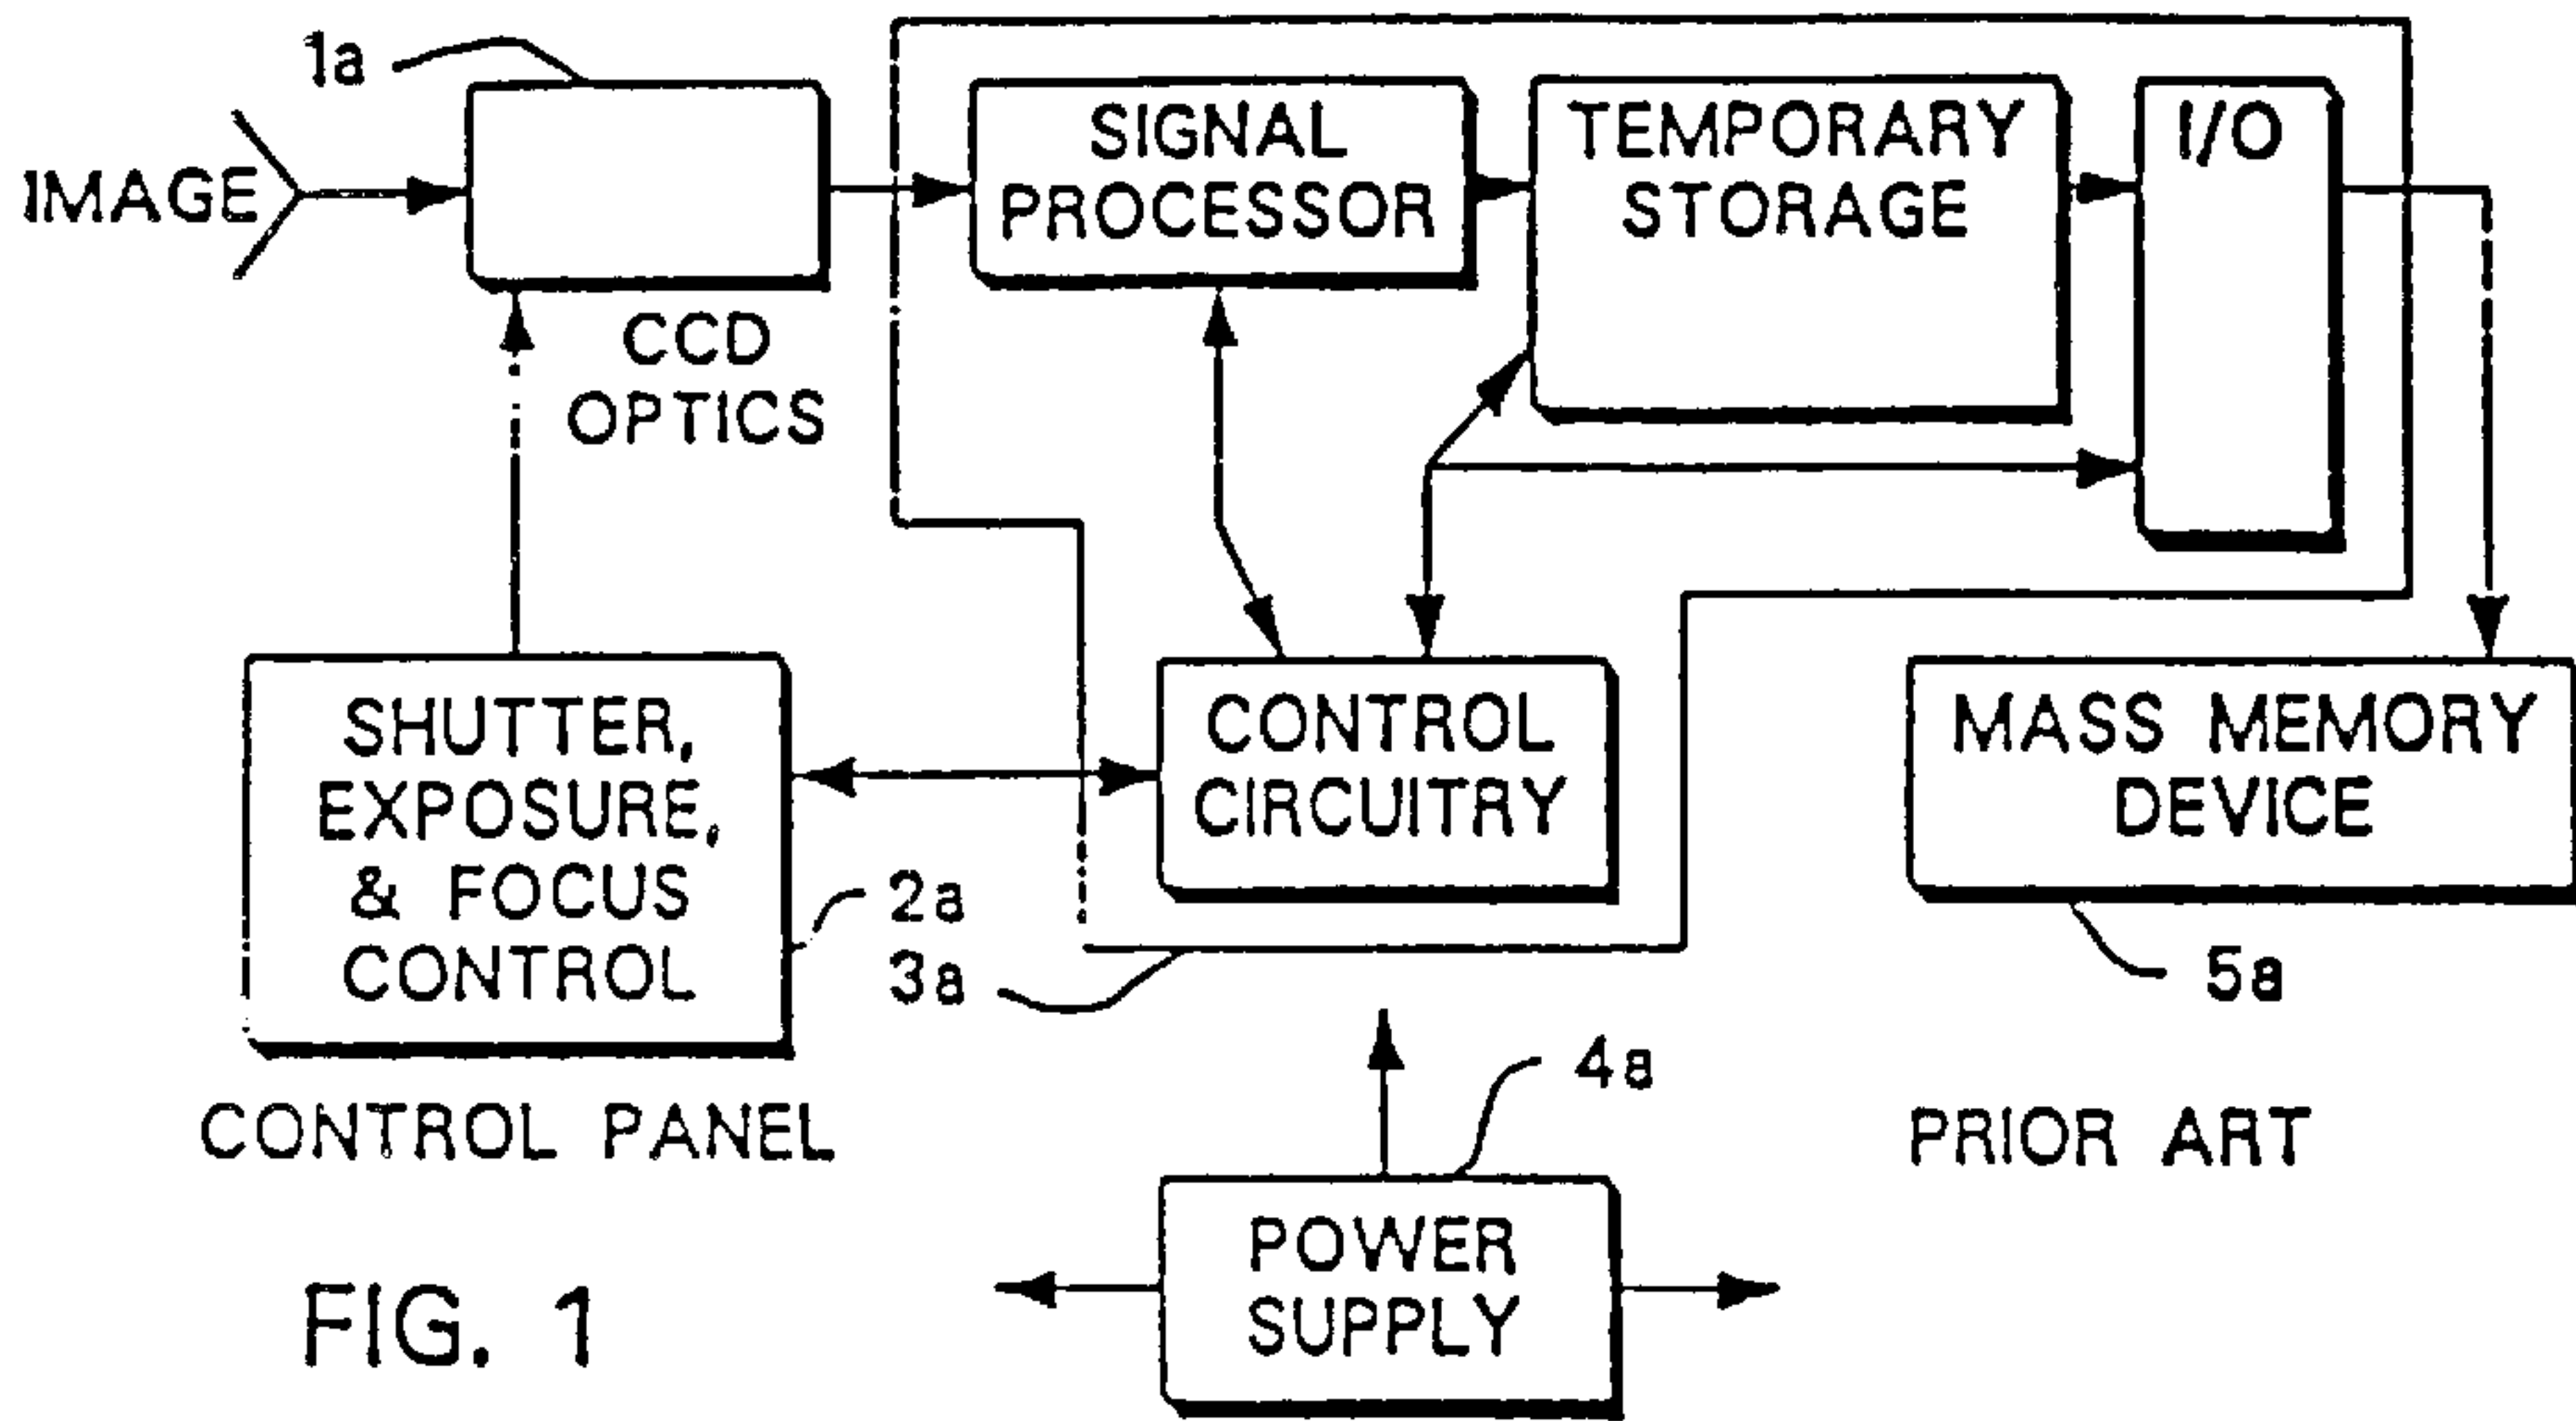 1a
IMAGE
CCD
OPTICS
SIGNAL
PROCESSOR
TEMPORARY
STORAGE
I/O
SHUTTER,
EXPOSURE,
& FOCUS
CONTROL
2a
3a
CONTROL PANEL
CONTROL
CIRCUITRY
MASS MEMORY
DEVICE
5a
4a
POWER
SUPPLY
PRIOR ART
FIG. 1